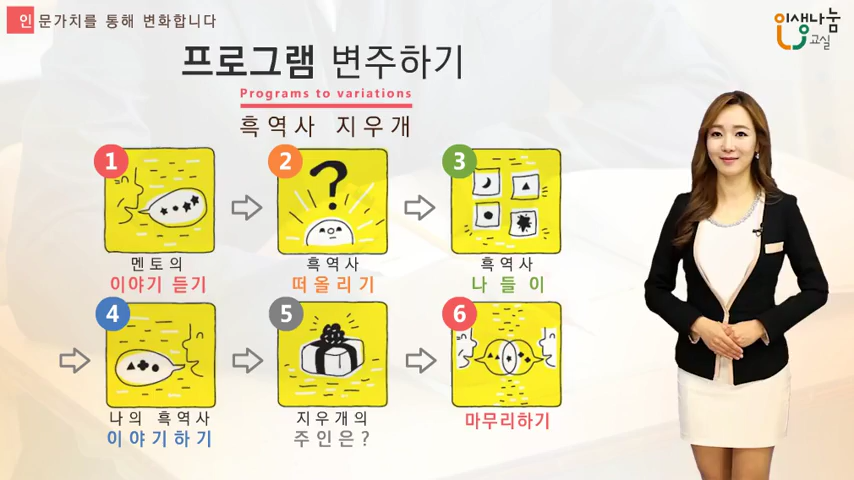 인문가치를 통해 변화합니다
인생나눔
교실
프로그램 변주하기
Programs to variations
흑역사 지우개
1
2
3
멘토의
이야기 듣기
흑역사
떠올리기
흑역사
나들이
4
5
6
나의 흑역사
이야기하기
지우개의
주인은?
마무리하기